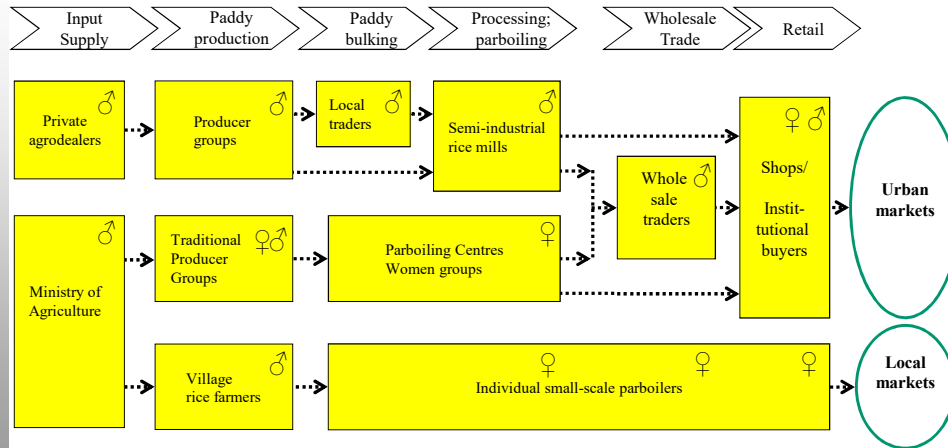 Input
Supply
Paddy
production
Paddy
bulking
Processing;
parboiling
Wholesale
Trade
Retail
♂
Private
agrodealers
♂
Producer
groups
♂
Local
traders
♂
Semi-industrial
rice mills
♂
Whole
sale
traders
♀♂
Shops/
Instit-
tutional
buyers
Urban
markets
♂
Ministry of
Agriculture
♀♂
Traditional
Producer
Groups
♀
Parboiling Centres
Women groups
♂
Village
rice farmers
♀ ♀ ♀
Individual small-scale parboilers
Local
markets